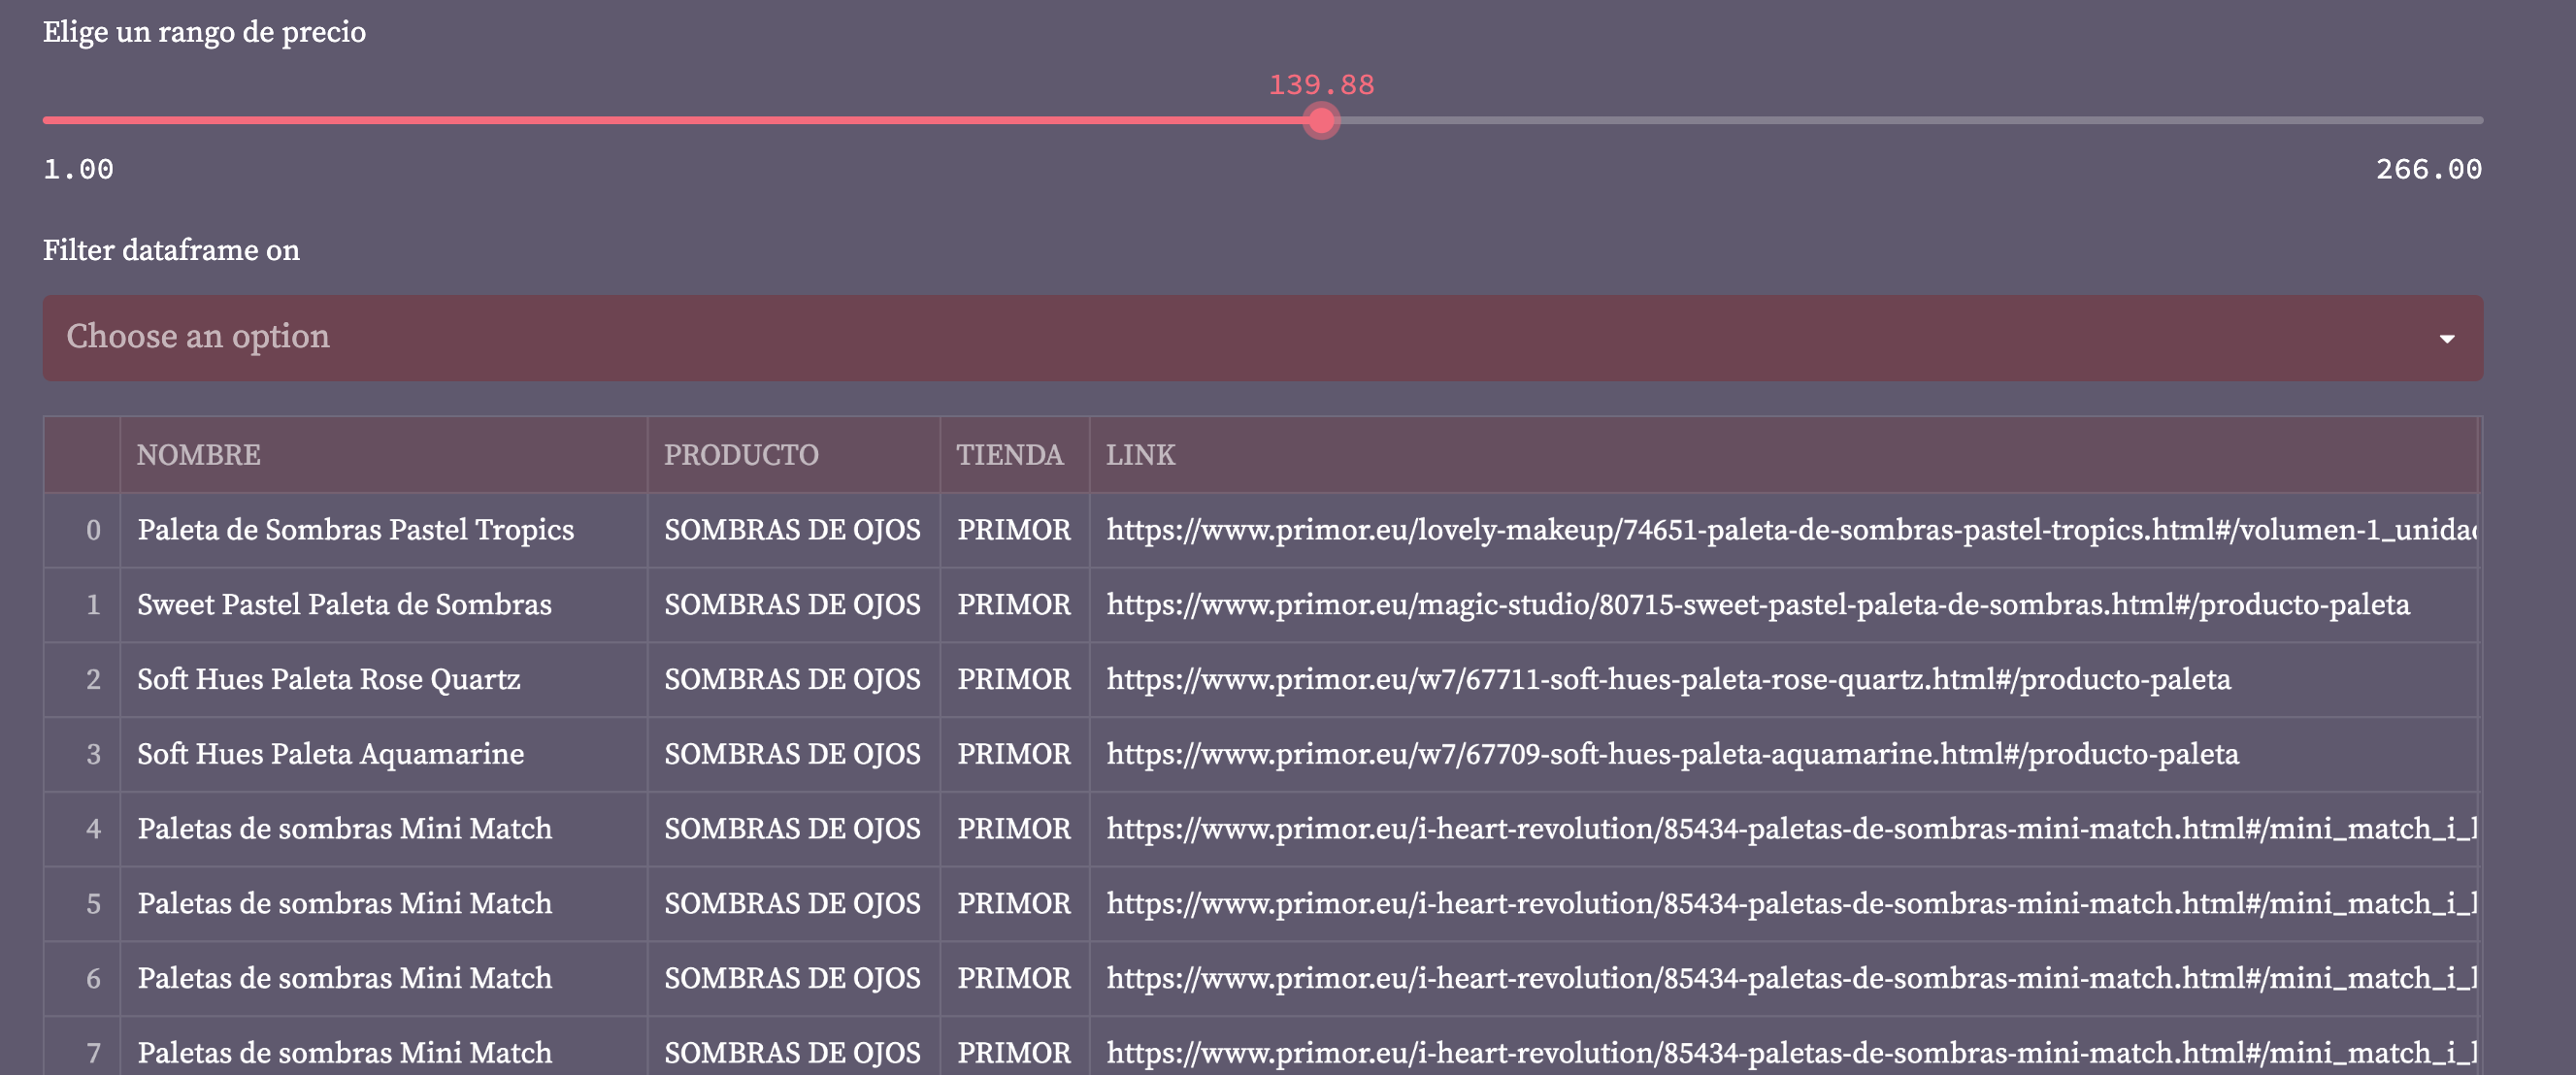 Elige un rango de precio
139.88
1.00 266.00
Filter dataframe on
Choose an option
NOMBRE PRODUCTO TIENDA LINK
0 Paleta de Sombras Pastel Tropics SOMBRAS DE OJOS PRIMOR https://www.primor.eu/lovely-makeup/74651-paleta-de-sombras-pastel-tropics.html#/volumen-1_unidad
1 Sweet Pastel Paleta de Sombras SOMBRAS DE OJOS PRIMOR https://www.primor.eu/magic-studio/80715-sweet-pastel-paleta-de-sombras.html#/producto-paleta
2 Soft Hues Paleta Rose Quartz SOMBRAS DE OJOS PRIMOR https://www.primor.eu/w7/67711-soft-hues-paleta-rose-quartz.html#/producto-paleta
3 Soft Hues Paleta Aquamarine SOMBRAS DE OJOS PRIMOR https://www.primor.eu/w7/67709-soft-hues-paleta-aquamarine.html#/producto-paleta
4 Paletas de sombras Mini Match SOMBRAS DE OJOS PRIMOR https://www.primor.eu/i-heart-revolution/85434-paletas-de-sombras-mini-match.html#/mini_match_i_
5 Paletas de sombras Mini Match SOMBRAS DE OJOS PRIMOR https://www.primor.eu/i-heart-revolution/85434-paletas-de-sombras-mini-match.html#/mini_match_i_
6 Paletas de sombras Mini Match SOMBRAS DE OJOS PRIMOR https://www.primor.eu/i-heart-revolution/85434-paletas-de-sombras-mini-match.html#/mini_match_i_
7 Paletas de sombras Mini Match SOMBRAS DE OJOS PRIMOR https://www.primor.eu/i-heart-revolution/85434-paletas-de-sombras-mini-match.html#/mini_match_i_